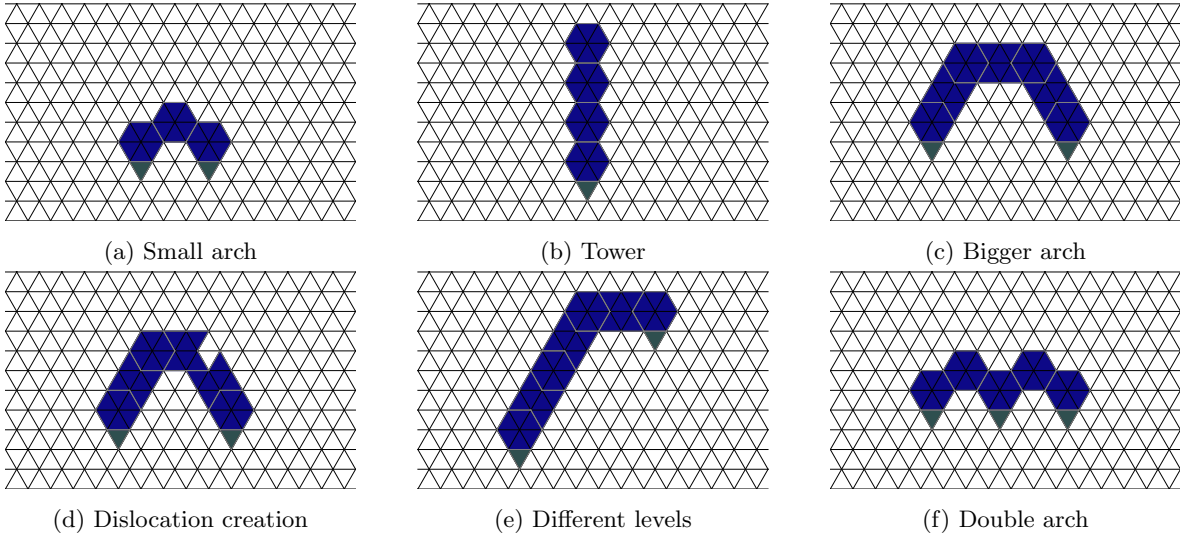 (a) Small arch
(b) Tower
(c) Bigger arch
(d) Dislocation creation
(e) Different levels
(f) Double arch